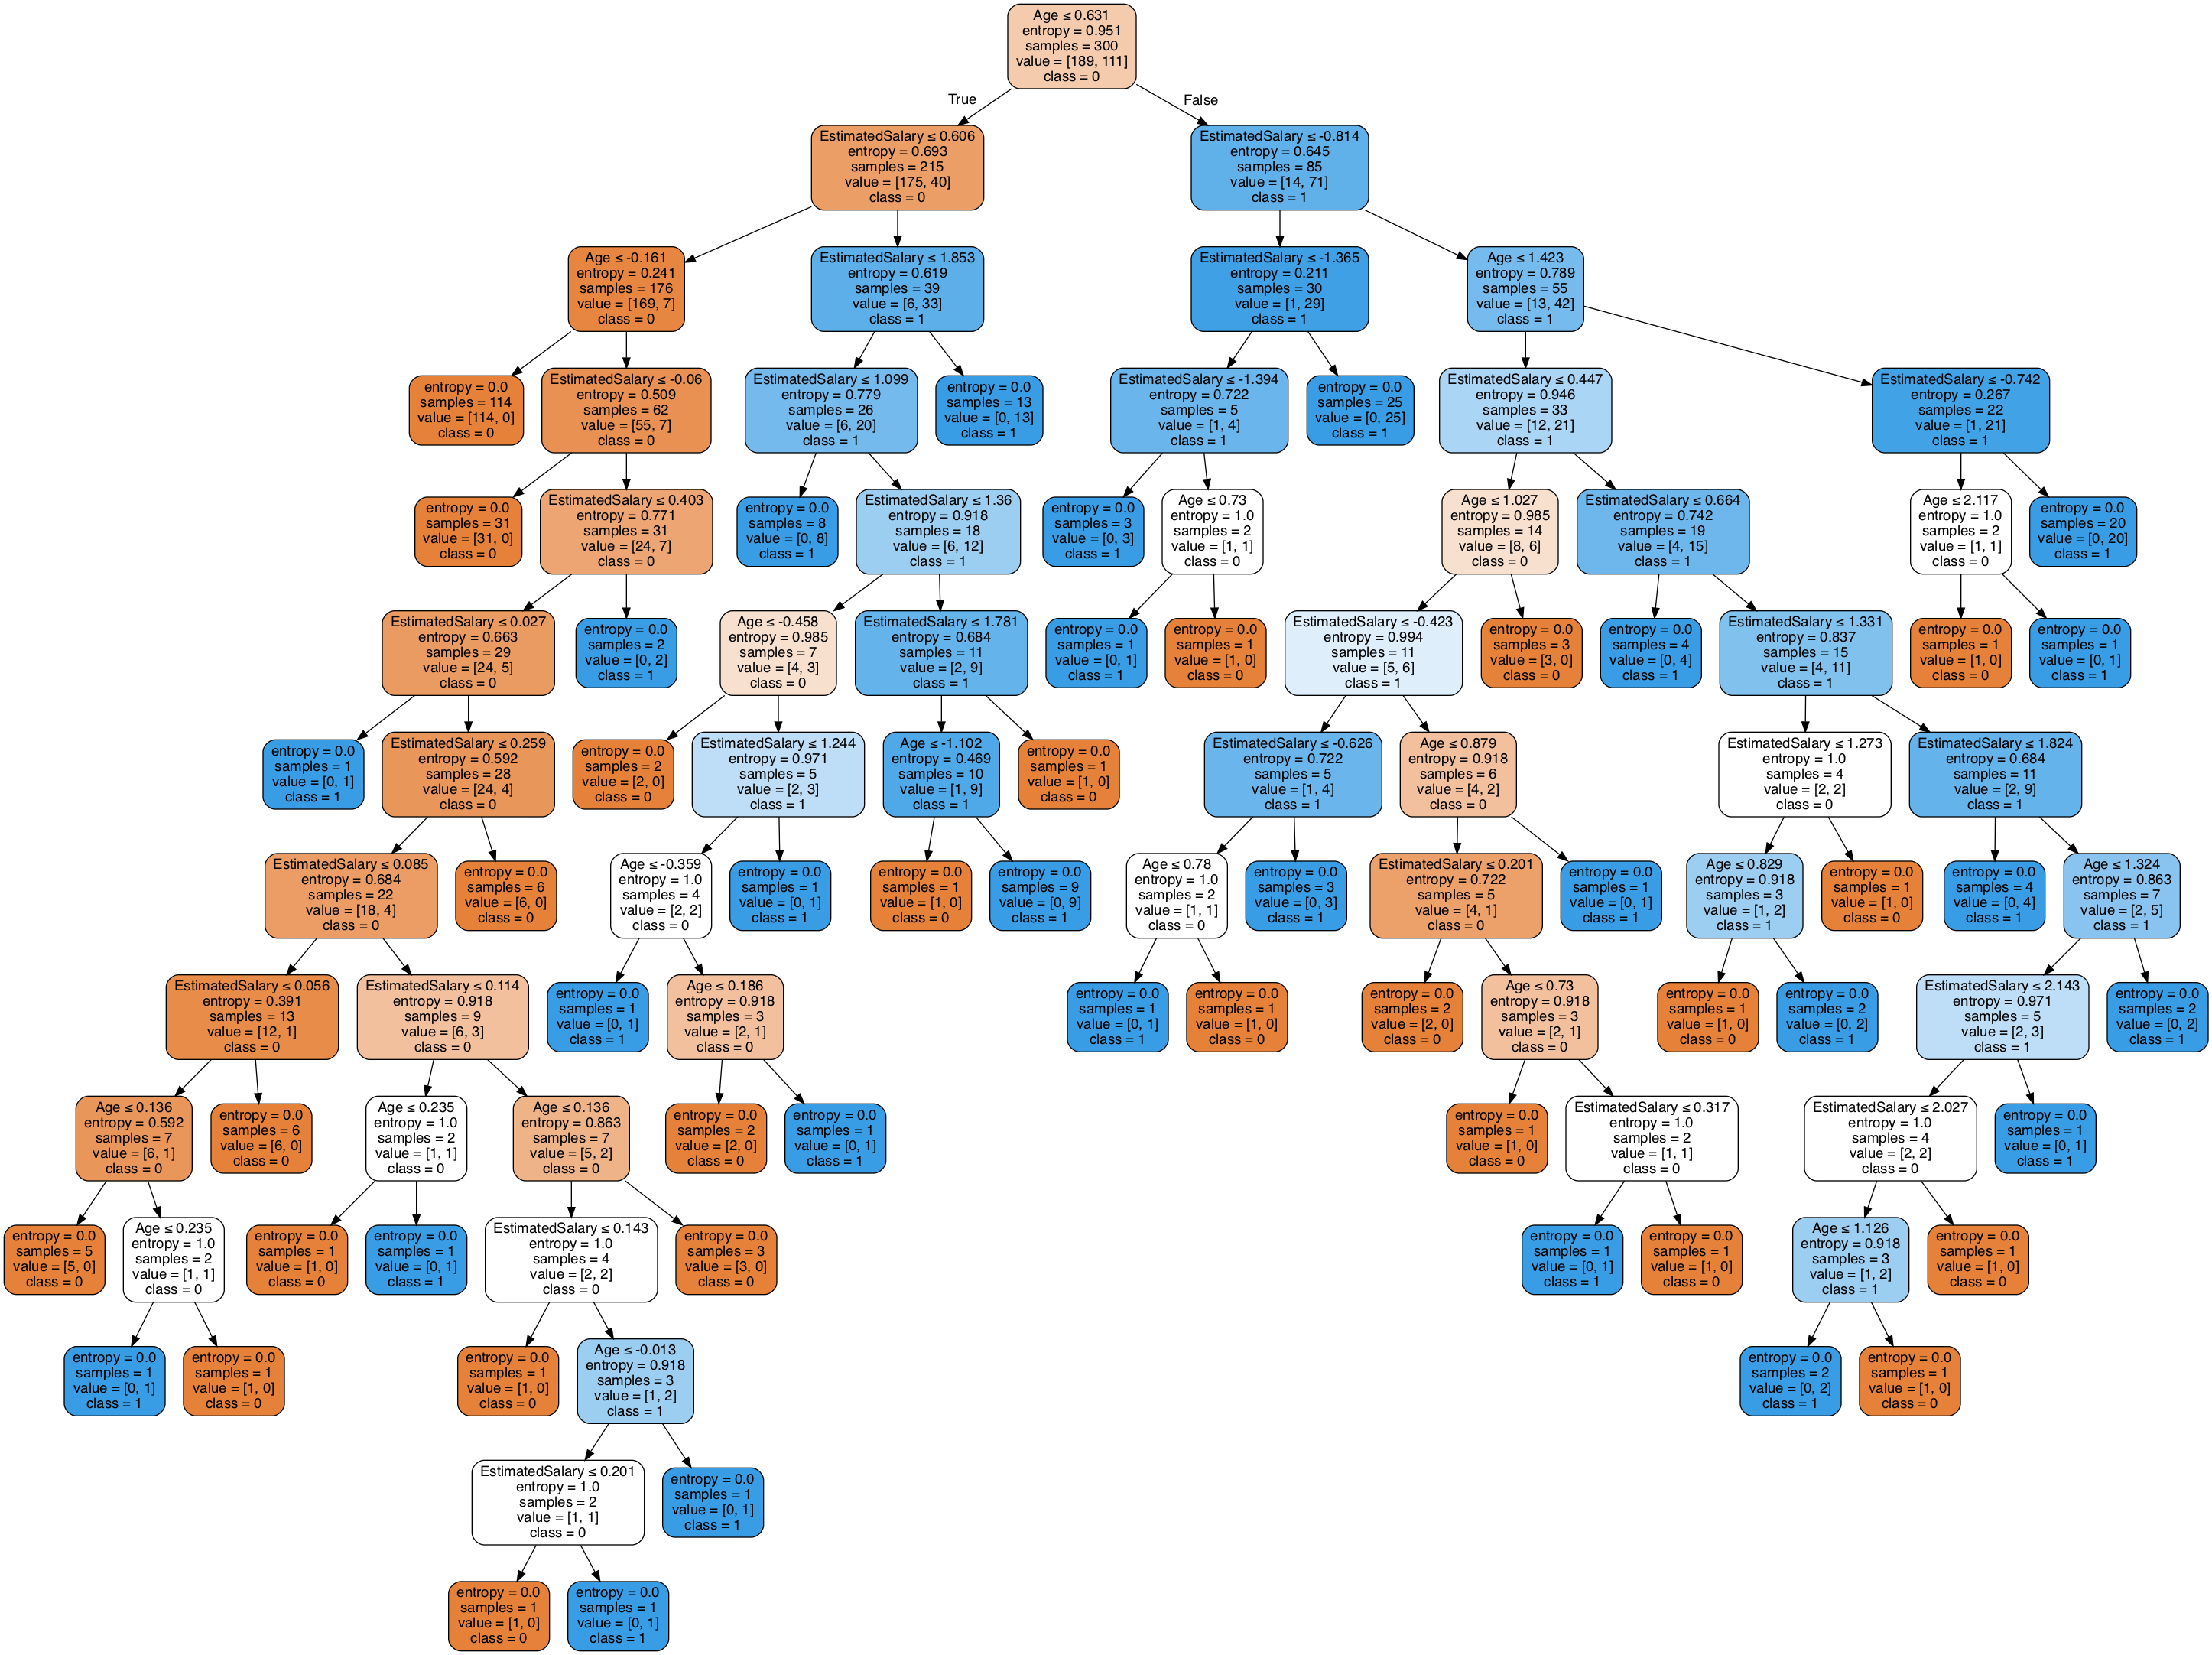 Age ≤ 0.631
entropy = 0.951
samples = 300
value = [189, 111]
class = 0
True
False
EstimatedSalary ≤ 0.606
entropy = 0.693
samples = 215
value = [175, 40]
class = 0
EstimatedSalary ≤ -0.814
entropy = 0.645
samples = 85
value = [14, 71]
class = 1
Age ≤ -0.161
entropy = 0.241
samples = 176
value = [169, 7]
class = 0
EstimatedSalary ≤ 1.853
entropy = 0.619
samples = 39
value = [6, 33]
class = 1
EstimatedSalary ≤ -1.365
entropy = 0.211
samples = 30
value = [1, 29]
class = 1
Age ≤ 1.423
entropy = 0.789
samples = 55
value = [13, 42]
class = 1
entropy = 0.0
samples = 114
value = [114, 0]
class = 0
EstimatedSalary ≤ -0.06
entropy = 0.509
samples = 62
value = [55, 7]
class = 0
EstimatedSalary ≤ 1.099
entropy = 0.779
samples = 26
value = [6, 20]
class = 1
entropy = 0.0
samples = 13
value = [0, 13]
class = 1
EstimatedSalary ≤ -1.394
entropy = 0.722
samples = 5
value = [1, 4]
class = 1
entropy = 0.0
samples = 25
value = [0, 25]
class = 1
EstimatedSalary ≤ 0.447
entropy = 0.946
samples = 33
value = [12, 21]
class = 1
EstimatedSalary ≤ -0.742
entropy = 0.267
samples = 22
value = [1, 21]
class = 1
entropy = 0.0
samples = 31
value = [31, 0]
class = 0
EstimatedSalary ≤ 0.403
entropy = 0.771
samples = 31
value = [24, 7]
class = 0
entropy = 0.0
samples = 8
value = [0, 8]
class = 1
EstimatedSalary ≤ 1.36
entropy = 0.918
samples = 18
value = [6, 12]
class = 1
entropy = 0.0
samples = 3
value = [0, 3]
class = 1
Age ≤ 0.73
entropy = 1.0
samples = 2
value = [1, 1]
class = 0
Age ≤ 1.027
entropy = 0.985
samples = 14
value = [8, 6]
class = 0
EstimatedSalary ≤ 0.664
entropy = 0.742
samples = 19
value = [4, 15]
class = 1
Age ≤ 2.117
entropy = 1.0
samples = 2
value = [1, 1]
class = 0
entropy = 0.0
samples = 20
value = [0, 20]
class = 1
EstimatedSalary ≤ 0.027
entropy = 0.663
samples = 29
value = [24, 5]
class = 0
entropy = 0.0
samples = 2
value = [0, 2]
class = 1
Age ≤ -0.458
entropy = 0.985
samples = 7
value = [4, 3]
class = 0
EstimatedSalary ≤ 1.781
entropy = 0.684
samples = 11
value = [2, 9]
class = 1
entropy = 0.0
samples = 1
value = [0, 1]
class = 1
entropy = 0.0
samples = 1
value = [1, 0]
class = 0
EstimatedSalary ≤ -0.423
entropy = 0.994
samples = 11
value = [5, 6]
class = 1
entropy = 0.0
samples = 3
value = [3, 0]
class = 0
entropy = 0.0
samples = 4
value = [0, 4]
class = 1
EstimatedSalary ≤ 1.331
entropy = 0.837
samples = 15
value = [4, 11]
class = 1
entropy = 0.0
samples = 1
value = [1, 0]
class = 0
entropy = 0.0
samples = 1
value = [0, 1]
class = 1
entropy = 0.0
samples = 1
value = [0, 1]
class = 1
EstimatedSalary ≤ 0.259
entropy = 0.592
samples = 28
value = [24, 4]
class = 0
entropy = 0.0
samples = 2
value = [2, 0]
class = 0
EstimatedSalary ≤ 1.244
entropy = 0.971
samples = 5
value = [2, 3]
class = 1
Age ≤ -1.102
entropy = 0.469
samples = 10
value = [1, 9]
class = 1
entropy = 0.0
samples = 1
value = [1, 0]
class = 0
EstimatedSalary ≤ -0.626
entropy = 0.722
samples = 5
value = [1, 4]
class = 1
Age ≤ 0.879
entropy = 0.918
samples = 6
value = [4, 2]
class = 0
EstimatedSalary ≤ 1.273
entropy = 1.0
samples = 4
value = [2, 2]
class = 0
EstimatedSalary ≤ 1.824
entropy = 0.684
samples = 11
value = [2, 9]
class = 1
EstimatedSalary ≤ 0.085
entropy = 0.684
samples = 22
value = [18, 4]
class = 0
entropy = 0.0
samples = 6
value = [6, 0]
class = 0
Age ≤ -0.359
entropy = 1.0
samples = 4
value = [2, 2]
class = 0
entropy = 0.0
samples = 1
value = [0, 1]
class = 1
entropy = 0.0
samples = 1
value = [1, 0]
class = 0
entropy = 0.0
samples = 9
value = [0, 9]
class = 1
Age ≤ 0.78
entropy = 1.0
samples = 2
value = [1, 1]
class = 0
entropy = 0.0
samples = 3
value = [0, 3]
class = 1
EstimatedSalary ≤ 0.201
entropy = 0.722
samples = 5
value = [4, 1]
class = 0
entropy = 0.0
samples = 1
value = [0, 1]
class = 1
Age ≤ 0.829
entropy = 0.918
samples = 3
value = [1, 2]
class = 1
entropy = 0.0
samples = 1
value = [1, 0]
class = 0
entropy = 0.0
samples = 4
value = [0, 4]
class = 1
Age ≤ 1.324
entropy = 0.863
samples = 7
value = [2, 5]
class = 1
EstimatedSalary ≤ 0.056
entropy = 0.391
samples = 13
value = [12, 1]
class = 0
EstimatedSalary ≤ 0.114
entropy = 0.918
samples = 9
value = [6, 3]
class = 0
entropy = 0.0
samples = 1
value = [0, 1]
class = 1
Age ≤ 0.186
entropy = 0.918
samples = 3
value = [2, 1]
class = 0
entropy = 0.0
samples = 1
value = [0, 1]
class = 1
entropy = 0.0
samples = 1
value = [1, 0]
class = 0
entropy = 0.0
samples = 2
value = [2, 0]
class = 0
Age ≤ 0.73
entropy = 0.918
samples = 3
value = [2, 1]
class = 0
entropy = 0.0
samples = 1
value = [1, 0]
class = 0
entropy = 0.0
samples = 2
value = [0, 2]
class = 1
EstimatedSalary ≤ 2.143
entropy = 0.971
samples = 5
value = [2, 3]
class = 1
entropy = 0.0
samples = 2
value = [0, 2]
class = 1
Age ≤ 0.136
entropy = 0.592
samples = 7
value = [6, 1]
class = 0
entropy = 0.0
samples = 6
value = [6, 0]
class = 0
Age ≤ 0.235
entropy = 1.0
samples = 2
value = [1, 1]
class = 0
Age ≤ 0.136
entropy = 0.863
samples = 7
value = [5, 2]
class = 0
entropy = 0.0
samples = 2
value = [2, 0]
class = 0
entropy = 0.0
samples = 1
value = [0, 1]
class = 1
entropy = 0.0
samples = 1
value = [1, 0]
class = 0
EstimatedSalary ≤ 0.317
entropy = 1.0
samples = 2
value = [1, 1]
class = 0
EstimatedSalary ≤ 2.027
entropy = 1.0
samples = 4
value = [2, 2]
class = 0
entropy = 0.0
samples = 1
value = [0, 1]
class = 1
entropy = 0.0
samples = 5
value = [5, 0]
class = 0
Age ≤ 0.235
entropy = 1.0
samples = 2
value = [1, 1]
class = 0
entropy = 0.0
samples = 1
value = [1, 0]
class = 0
entropy = 0.0
samples = 1
value = [0, 1]
class = 1
EstimatedSalary ≤ 0.143
entropy = 1.0
samples = 4
value = [2, 2]
class = 0
entropy = 0.0
samples = 3
value = [3, 0]
class = 0
entropy = 0.0
samples = 1
value = [0, 1]
class = 1
entropy = 0.0
samples = 1
value = [1, 0]
class = 0
Age ≤ 1.126
entropy = 0.918
samples = 3
value = [1, 2]
class = 1
entropy = 0.0
samples = 1
value = [1, 0]
class = 0
entropy = 0.0
samples = 1
value = [0, 1]
class = 1
entropy = 0.0
samples = 1
value = [1, 0]
class = 0
entropy = 0.0
samples = 1
value = [1, 0]
class = 0
Age ≤ -0.013
entropy = 0.918
samples = 3
value = [1, 2]
class = 1
entropy = 0.0
samples = 2
value = [0, 2]
class = 1
entropy = 0.0
samples = 1
value = [1, 0]
class = 0
EstimatedSalary ≤ 0.201
entropy = 1.0
samples = 2
value = [1, 1]
class = 0
entropy = 0.0
samples = 1
value = [0, 1]
class = 1
entropy = 0.0
samples = 1
value = [1, 0]
class = 0
entropy = 0.0
samples = 1
value = [0, 1]
class = 1